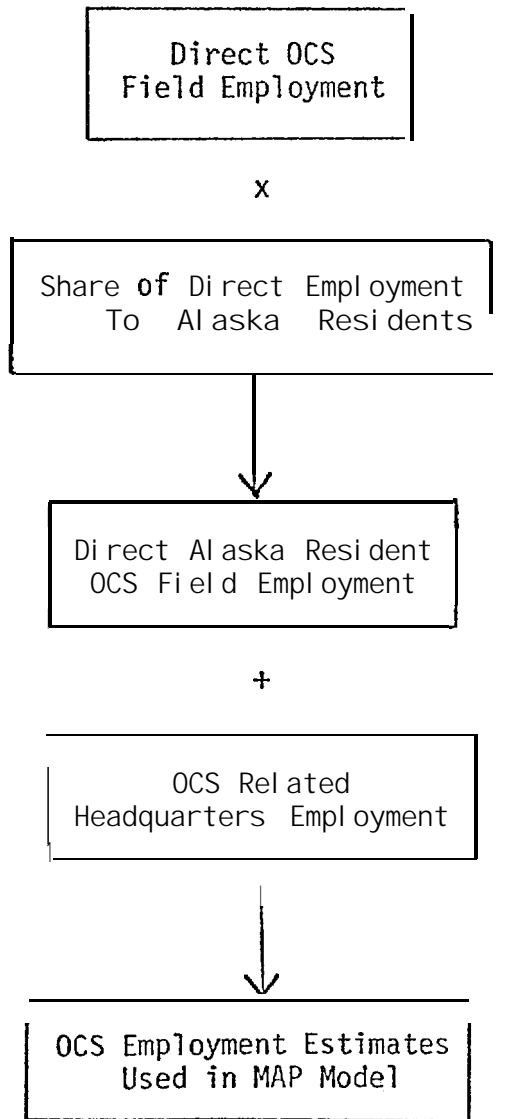 Direct OCS
Field Employment
x
Share of Direct Employment
To Alaska Residents
Direct Alaska Resident
OCS Field Employment
+
OCS Related
Headquarters Employment
OCS Employment Estimates
Used in MAP Model